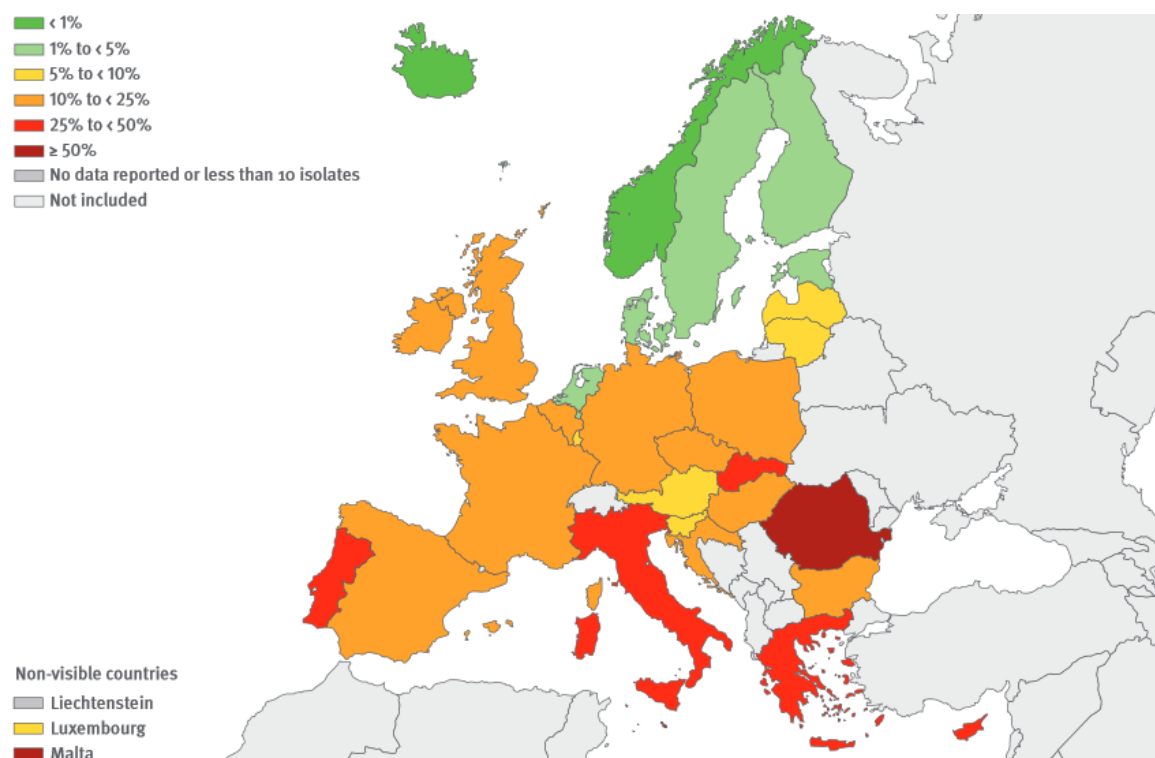 < 1%
1% to < 5%
5% to < 10%
10% to < 25%
25% to < 50%
≥ 50%
No data reported or less than 10 isolates
Not included
Non-visible countries
Liechtenstein
Luxembourg
Malta